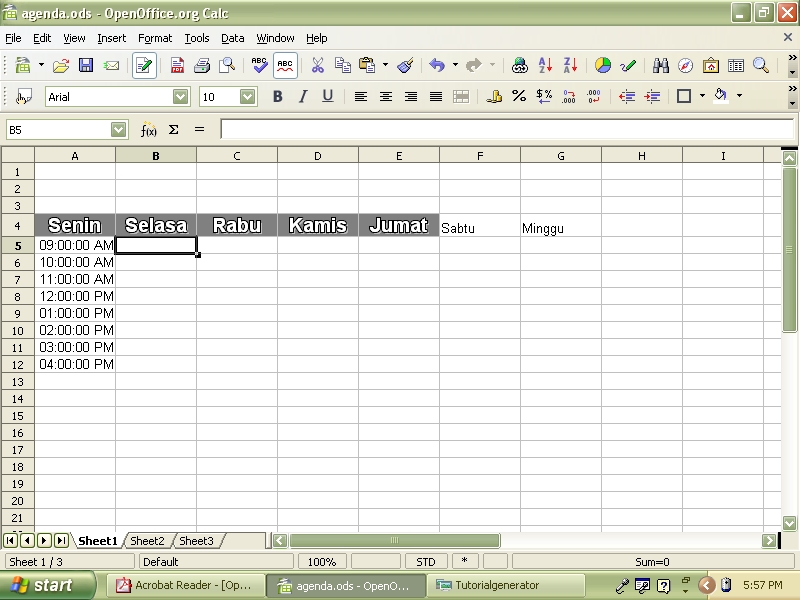 agenda.ods - OpenOffice.org Calc
File Edit View Insert Format Tools Data Window Help
ABC ABC
Arial 10 B I U
B5 f(x) Σ =
A B C D E F G H I
1
2
3
4 Senin Selasa Rabu Kamis Jumat Sabtu Minggu
5 09:00:00 AM
6 10:00:00 AM
7 11:00:00 AM
8 12:00:00 PM
9 01:00:00 PM
10 02:00:00 PM
11 03:00:00 PM
12 04:00:00 PM
13
14
15
16
17
18
19
20
21
Sheet1 Sheet2 Sheet3
Sheet 1 / 3 Default 100% STD * Sum=0
start Acrobat Reader - [Op... agenda.ods - OpenO... Tutorialgenerator 5:57 PM